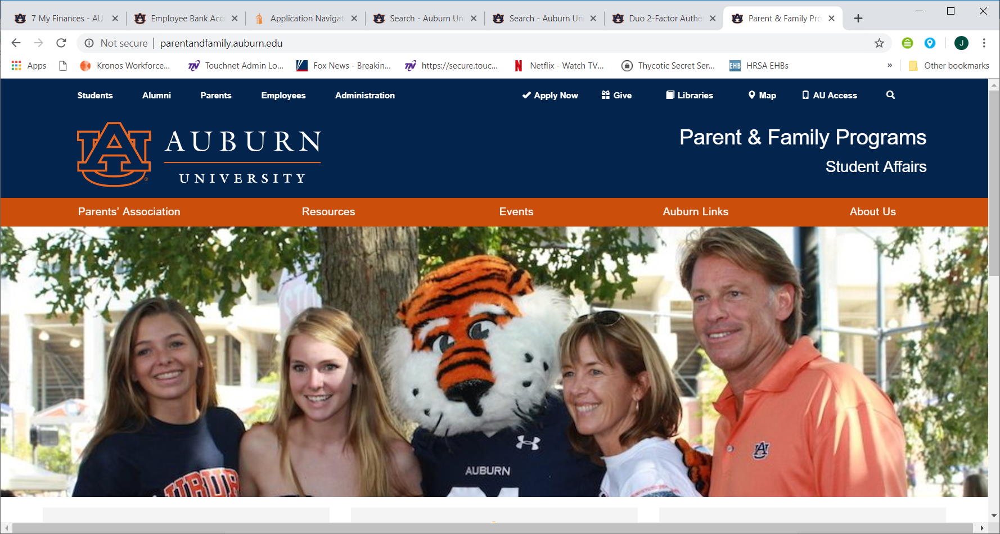 7 My Finances - AU
Employee Bank Acc
Application Navigat
Search - Auburn Un
Search - Auburn Un
Duo 2-Factor Authe
Parent & Family Pro
Not secure
parentandfamily.auburn.edu
J
Apps
Kronos Workforce...
Touchnet Admin Lo...
Fox News - Breakin...
https://secure.touc...
Netflix - Watch TV...
Thycotic Secret Ser...
EHB HRSA EHBs
»
Other bookmarks
Students
Alumni
Parents
Employees
Administration
Apply Now
Give
Libraries
Map
AU Access
AU
AUBURN
UNIVERSITY
®
Parent & Family Programs
Student Affairs
Parents' Association
Resources
Events
Auburn Links
About Us
AUBURN
AUBURN
AU